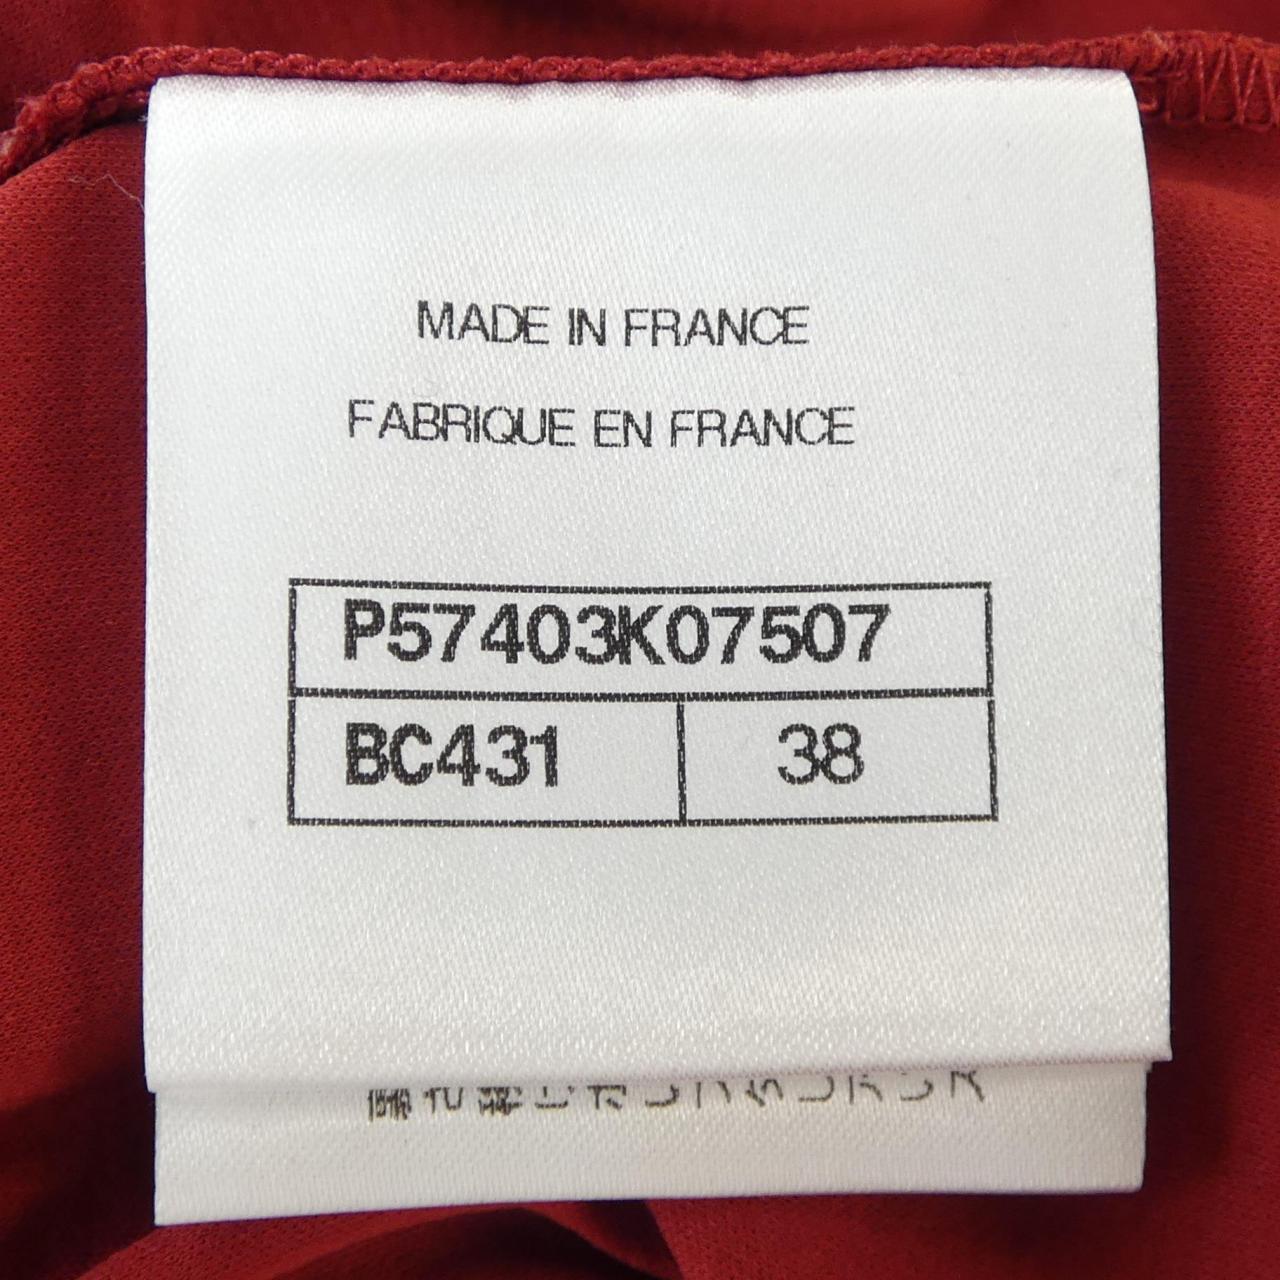 MADE IN FRANCE
FABRIQUE EN FRANCE
P57403K07507
BC431 38